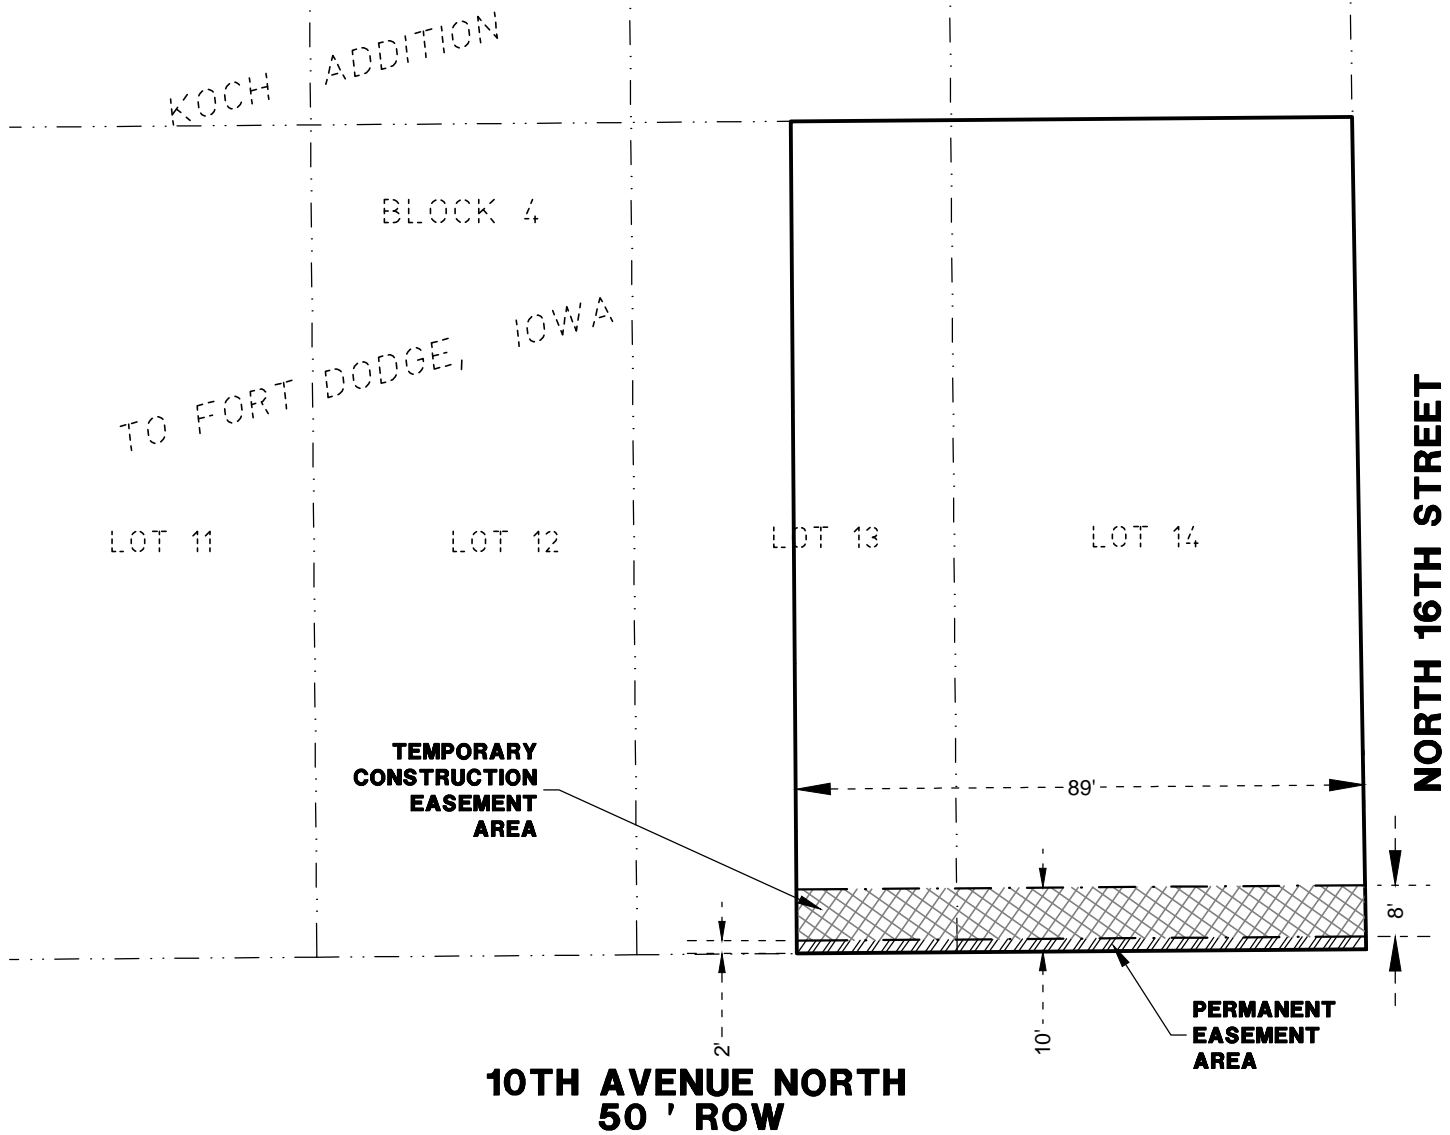 KOCH ADDITION
BLOCK 4
TO FORT DODGE, IOWA
LOT 11
LOT 12
LOT 13
LOT 14
NORTH 16TH STREET
TEMPORARY
CONSTRUCTION
EASEMENT
AREA
89'
8'
2'
10'
PERMANENT
EASEMENT
AREA
10TH AVENUE NORTH
50 ' ROW